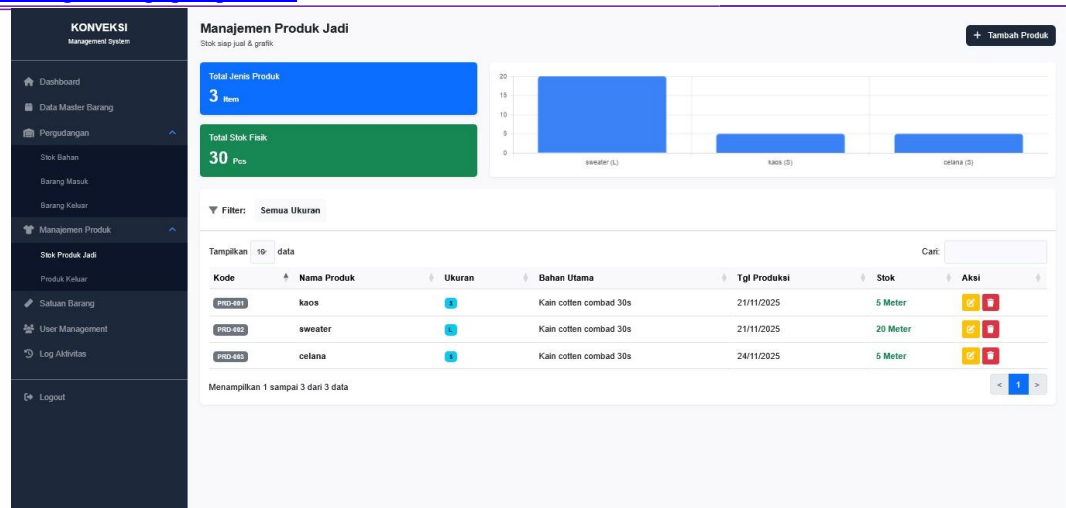 KONVEKSI
Management System
Dashboard
Data Master Barang
Pergudangan
Stok Bahan
Barang Masuk
Barang Keluar
Manajemen Produk
Stok Produk Jadi
Produk Keluar
Satuan Barang
User Management
Log Aktivitas
Logout
Manajemen Produk Jadi
Stok siap jual & grafik
+ Tambah Produk
Total Jenis Produk
3 Item
Total Stok Fisik
30 Pcs
20
15
10
5
0
sweater (L) kaos (S) celana (S)
Filter: Semua Ukuran
Tampilkan 10 data Cari:
Kode Nama Produk Ukuran Bahan Utama Tgl Produksi Stok Aksi
PRD-001 kaos S Kain cotten combad 30s 21/11/2025 5 Meter
PRD-002 sweater L Kain cotten combad 30s 21/11/2025 20 Meter
PRD-003 celana S Kain cotten combad 30s 24/11/2025 5 Meter
Menampilkan 1 sampai 3 dari 3 data
< 1 >